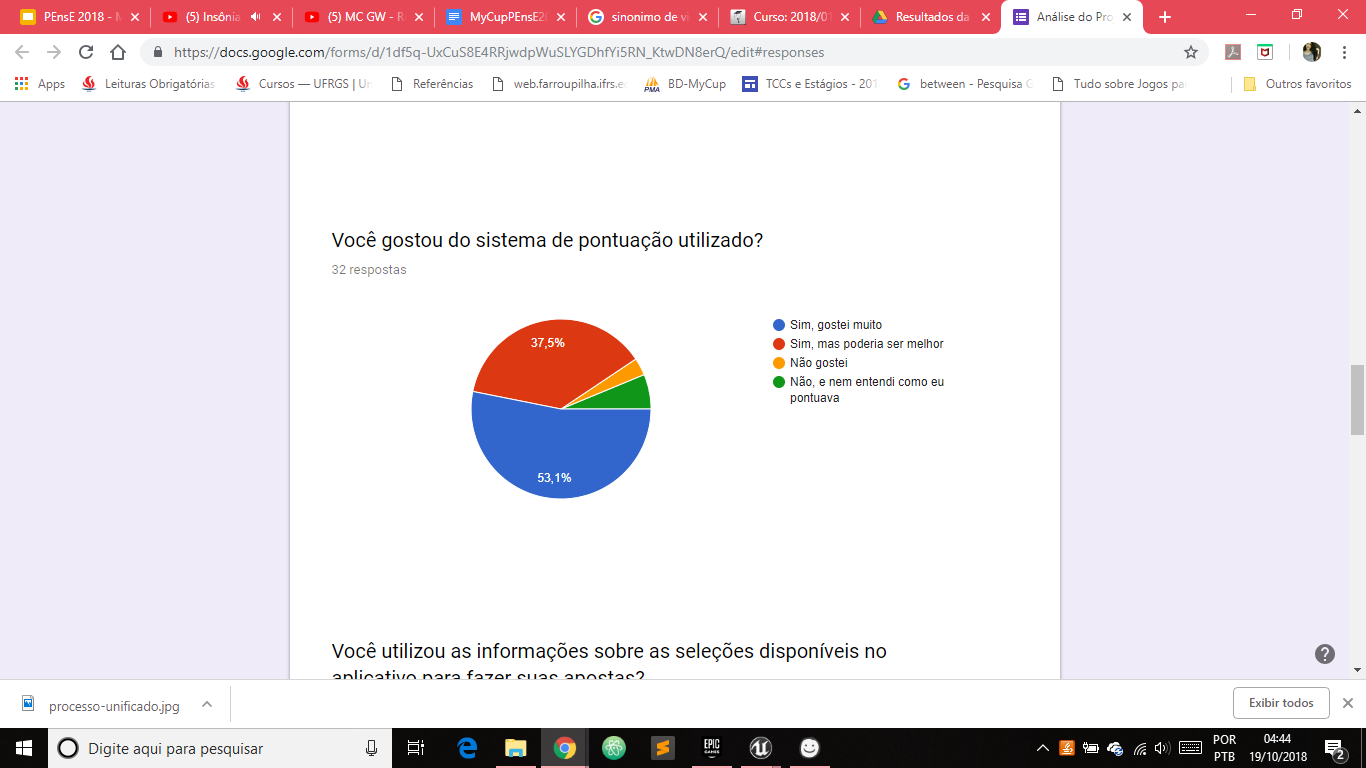 PEnsE 2018 - M
(5) Insônia
(5) MC GW - R
MyCupPEnsE2
sinonimo de vi
Curso: 2018/01
Resultados da
Análise do Pro
https://docs.google.com/forms/d/1df5q-UxCuS8E4RRjwdpWuSLYGDhfYi5RN_KtwDN8erQ/edit#responses
Apps
Leituras Obrigatórias
Cursos — UFRGS | Un
Referências
web.farroupilha.ifrs.e
BD-MyCup
TCCs e Estágios - 201
between - Pesquisa G
Tudo sobre Jogos pa
Outros favoritos
Você gostou do sistema de pontuação utilizado?
32 respostas
37,5%
53,1%
Sim, gostei muito
Sim, mas poderia ser melhor
Não gostei
Não, e nem entendi como eu
pontuava
Você utilizou as informações sobre as seleções disponíveis no
aplicativo para fazer suas apostas?
processo-unificado.jpg
Exibir todos
Digite aqui para pesquisar
EPIC
GAMES
POR
PTB
04:44
19/10/2018
2